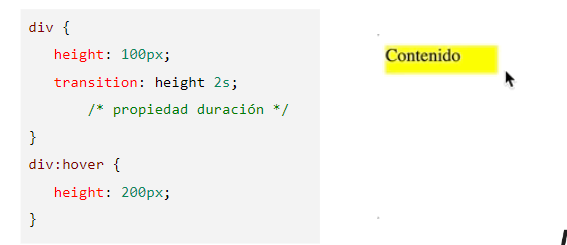 div {
height: 100px;
transition: height 2s;
/* propiedad duración */
}
div:hover {
height: 200px;
}
Contenido